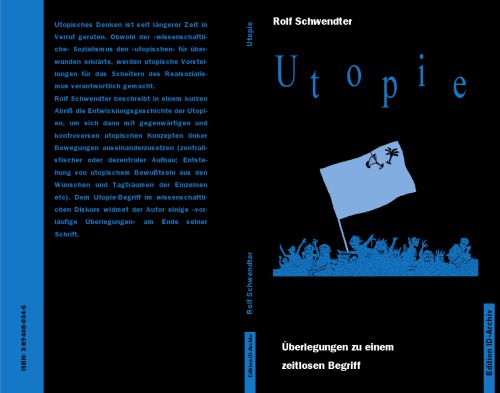 Utopisches Denken ist seit längerer Zeit in
Verruf geraten. Obwohl der ›wissenschaftli-
che‹ Sozialismus den ›utopischen‹ für über-
wunden erklärte, werden utopische Vorstel-
lungen für das Scheitern des Realsozialis-
mus verantwortlich gemacht.
Rolf Schwendter beschreibt in einem kurzen
Abriß die Entwicklungsgeschichte der Utopi-
en, um sich dann mit gegenwärtigen und
kontroversen utopischen Konzepten linker
Bewegungen auseinanderzusetzen (zentrali-
stischer oder dezentraler Aufbau; Entste-
hung von utopischem Bewußtsein aus den
Wünschen und Tagträumen der Einzelnen
etc). Dem Utopie-Begriff im wissenschaftli-
chen Diskurs widmet der Autor einige ›vor-
läufige Überlegungen‹ am Ende seiner
Schrift.
ISBN: 3-89408-034-5
Utopie
Rolf Schwendter
Edition ID-Archiv
Rolf Schwendter
Utopie
Überlegungen zu einem
zeitlosen Begriff
Edition ID-Archiv